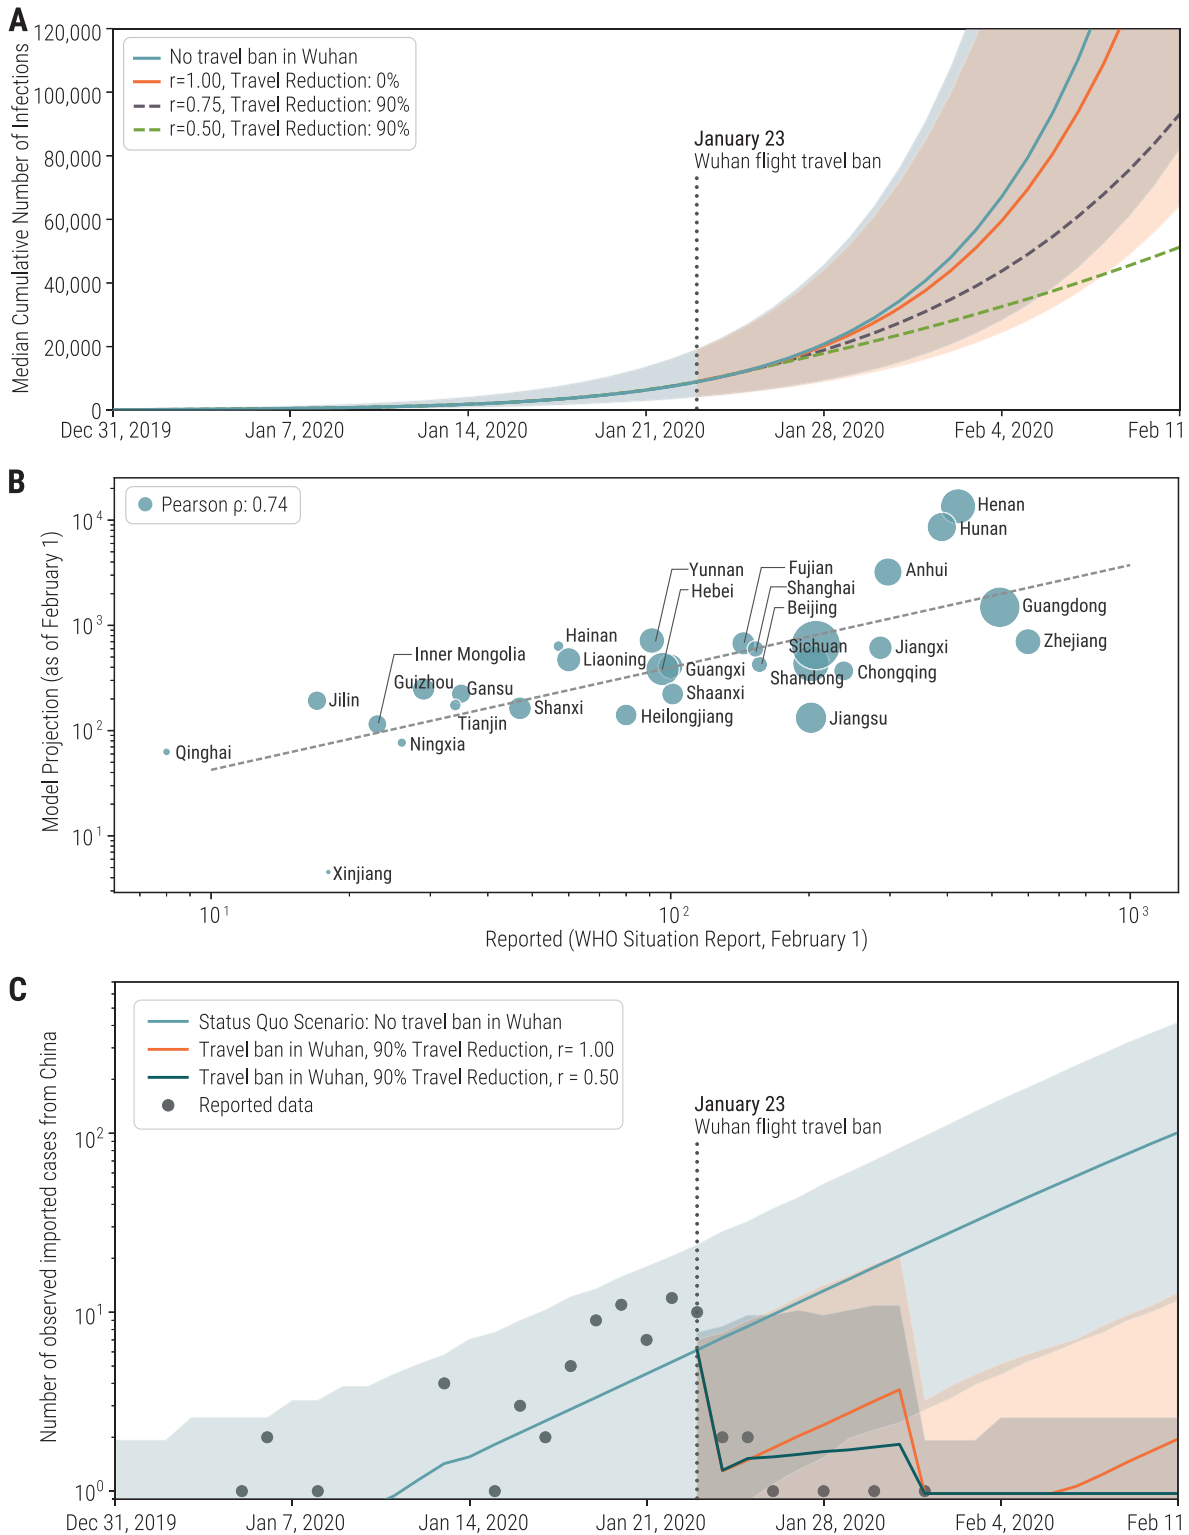 A
Median Cumulative Number of Infections
120,000
100,000
80,000
60,000
40,000
20,000
0
No travel ban in Wuhan
r=1.00, Travel Reduction: 0%
r=0.75, Travel Reduction: 90%
r=0.50, Travel Reduction: 90%
January 23
Wuhan flight travel ban
Dec 31, 2019
Jan 7, 2020
Jan 14, 2020
Jan 21, 2020
Jan 28, 2020
Feb 4, 2020
Feb 11
B
Model Projection (as of February 1)
10⁴
10³
10²
10¹
Pearson ρ: 0.74
Henan
Hunan
Yunnan
Fujian
Anhui
Hebei
Shanghai
Beijing
Guangdong
Hainan
Zhejiang
Inner Mongolia
Liaoning
Sichuan
Jiangxi
Guizhou
Gansu
Guangxi
Shandong
Chongqing
Jilin
Shaanxi
Tianjin
Shanxi
Heilongjiang
Jiangsu
Qinghai
Ningxia
Xinjiang
10¹
10²
10³
Reported (WHO Situation Report, February 1)
C
Number of observed imported cases from China
10²
10¹
10⁰
Status Quo Scenario: No travel ban in Wuhan
Travel ban in Wuhan, 90% Travel Reduction, r= 1.00
Travel ban in Wuhan, 90% Travel Reduction, r = 0.50
Reported data
January 23
Wuhan flight travel ban
Dec 31, 2019
Jan 7, 2020
Jan 14, 2020
Jan 21, 2020
Jan 28, 2020
Feb 4, 2020
Feb 11